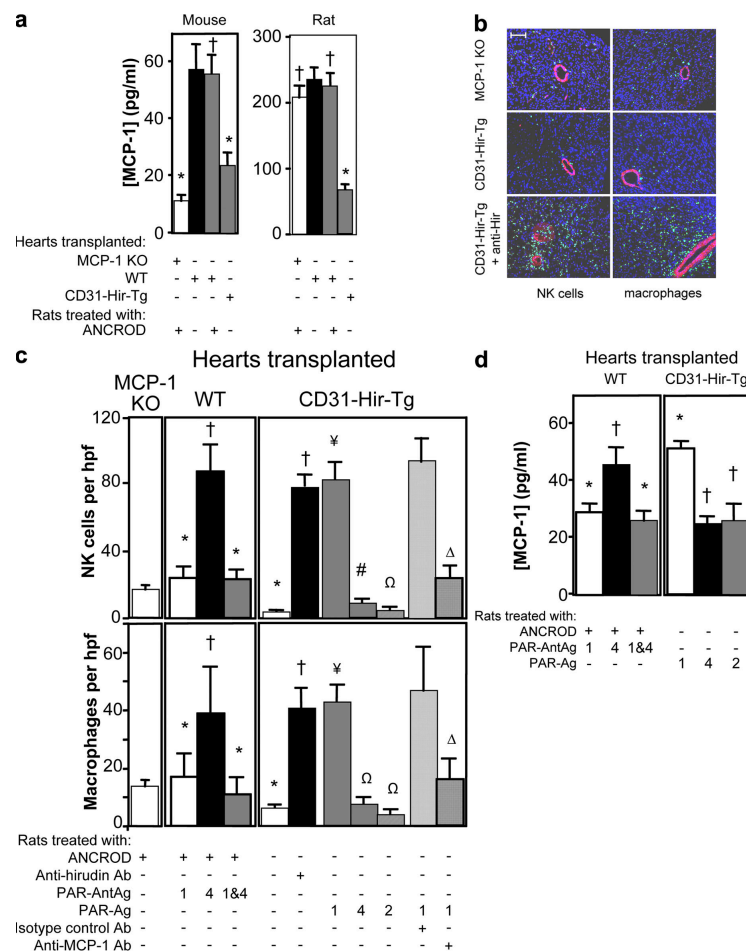 a
Mouse
Rat
[MCP-1] (pg/ml)
60
40
20
0
300
200
100
0
†
*
*
†
†
*
Hearts transplanted:
MCP-1 KO + - - - + - - -
WT - + + - - + + -
CD31-Hir-Tg - - - + - - - +
Rats treated with:
ANCROD + - + - + - + -
b
MCP-1 KO
CD31-Hir-Tg
CD31-Hir-Tg
+ anti-Hir
NK cells
macrophages
c
Hearts transplanted
MCP-1
KO
WT
CD31-Hir-Tg
NK cells per hpf
120
80
40
0
* † *
* † ¥ # Ω Δ
Macrophages per hpf
60
40
20
0
* † *
* † ¥ Ω Ω Δ
Rats treated with:
ANCROD + + + + - - - - - - -
Anti-hirudin Ab - - - - - + - - - - -
PAR-AntAg - 1 4 1&4 - - - - - - -
PAR-Ag - - - - - - 1 4 2 1 1
Isotype control Ab - - - - - - - - - + -
Anti-MCP-1 Ab - - - - - - - - - - +
d
Hearts transplanted
WT
CD31-Hir-Tg
[MCP-1] (pg/ml)
60
40
20
0
* † *
* † †
Rats treated with:
ANCROD + + + - - -
PAR-AntAg 1 4 1&4 - - -
PAR-Ag - - - 1 4 2